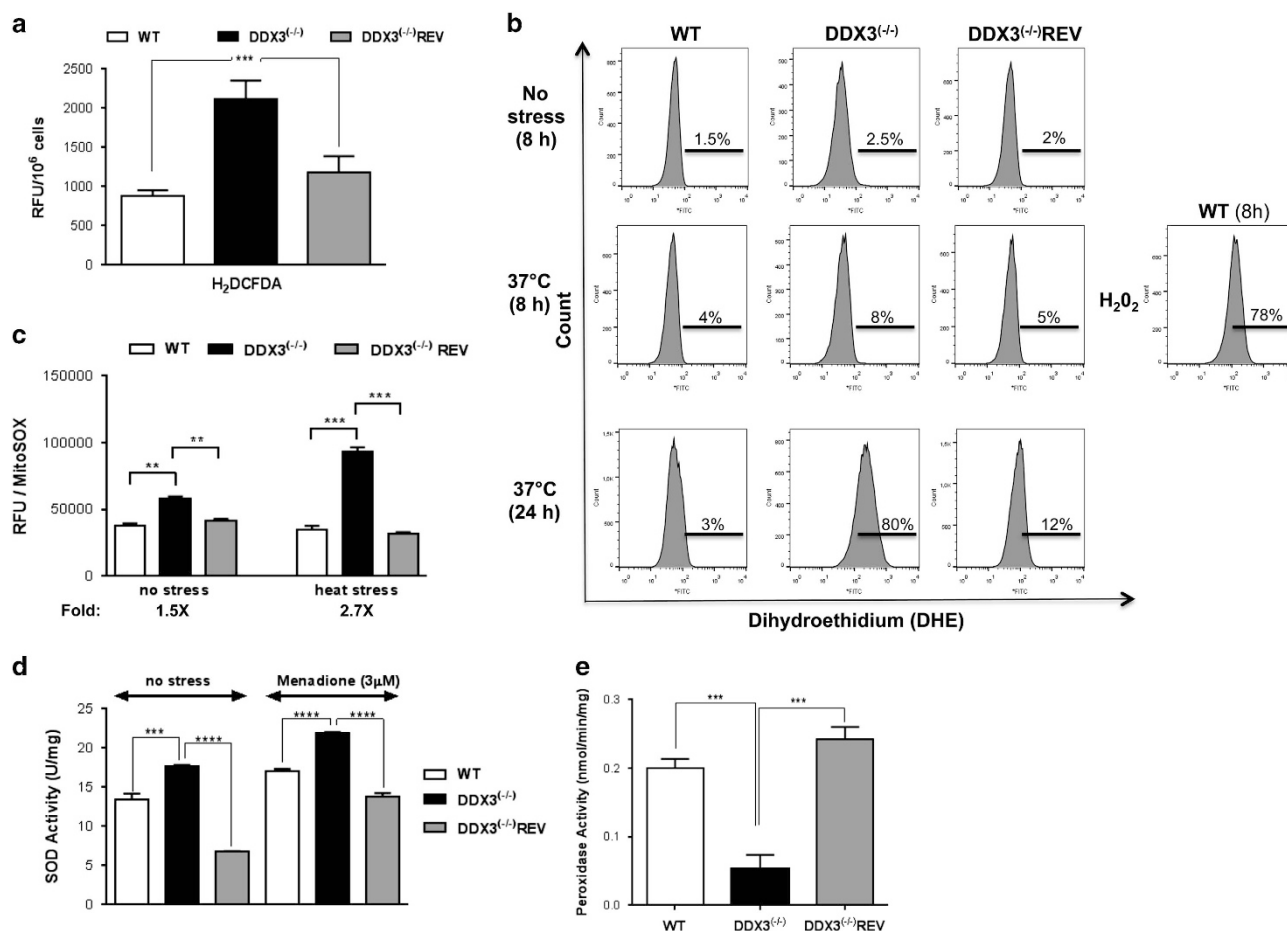 a
WT DDX3(-/-) DDX3(-/-)REV
***
2500
2000
1500
1000
500
0
RFU/10⁶ cells
H₂DCFDA
b
WT DDX3(-/-) DDX3(-/-)REV
No stress (8 h)
1.5% 2.5% 2%
37°C (8 h)
4% 8% 5%
37°C (24 h)
3% 80% 12%
Count
Dihydroethidium (DHE)
WT (8h)
H₂0₂
78%
c
WT DDX3(-/-) DDX3(-/-) REV
150000
100000
50000
0
RFU / MitoSOX
** ** *** ***
no stress heat stress
Fold: 1.5X 2.7X
d
no stress Menadione (3µM)
*** **** **** ****
25
20
15
10
5
0
SOD Activity (U/mg)
WT
DDX3(-/-)
DDX3(-/-)REV
e
*** ***
0.3
0.2
0.1
0.0
Peroxidase Activity (nmol/min/mg)
WT DDX3(-/-) DDX3(-/-)REV